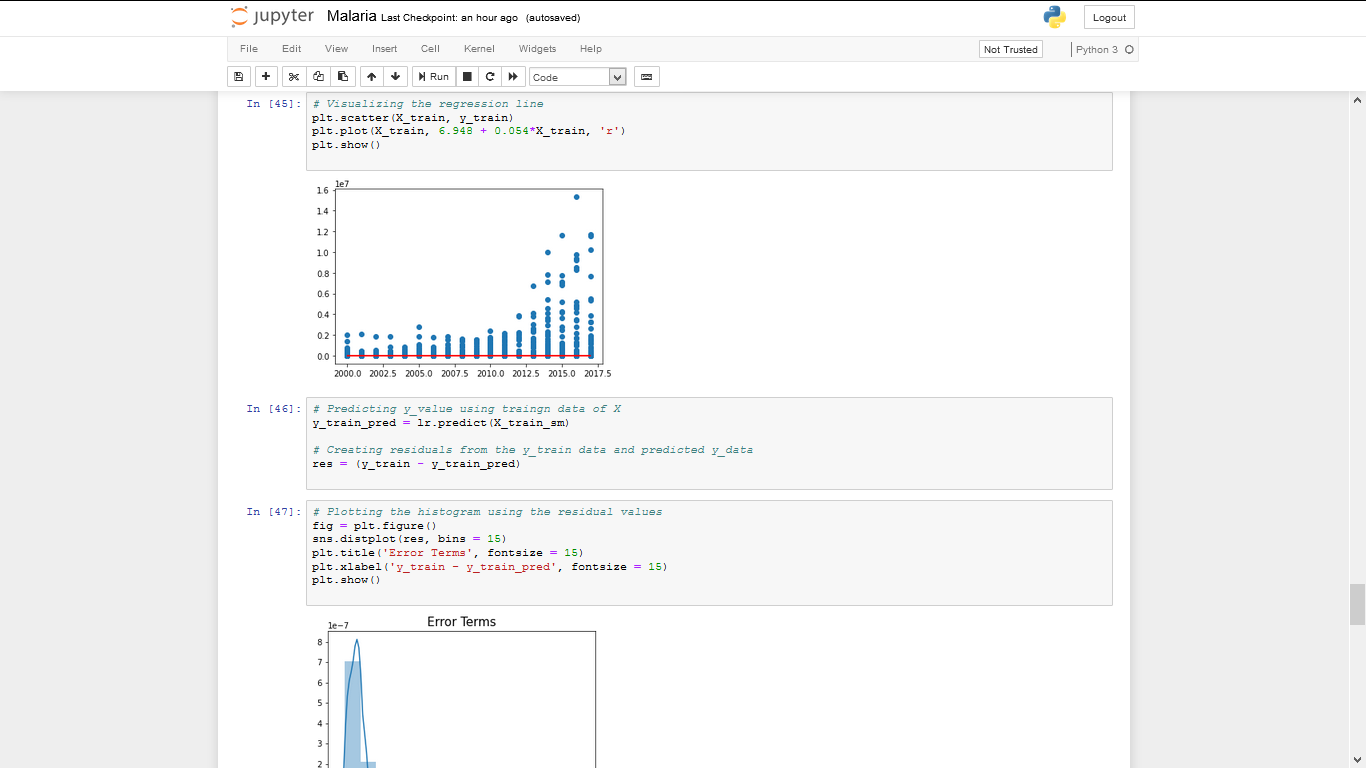 jupyter Malaria Last Checkpoint: an hour ago (autosaved) Logout
File Edit View Insert Cell Kernel Widgets Help Not Trusted Python 3
Run Code
In [45]: # Visualizing the regression line
plt.scatter(X_train, y_train)
plt.plot(X_train, 6.948 + 0.054*X_train, 'r')
plt.show()
1e7
1.6
1.4
1.2
1.0
0.8
0.6
0.4
0.2
0.0
2000.0 2002.5 2005.0 2007.5 2010.0 2012.5 2015.0 2017.5
In [46]: # Predicting y_value using traingn data of X
y_train_pred = lr.predict(X_train_sm)
# Creating residuals from the y_train data and predicted y_data
res = (y_train - y_train_pred)
In [47]: # Plotting the histogram using the residual values
fig = plt.figure()
sns.distplot(res, bins = 15)
plt.title('Error Terms', fontsize = 15)
plt.xlabel('y_train - y_train_pred', fontsize = 15)
plt.show()
Error Terms
1e-7
8
7
6
5
4
3
2